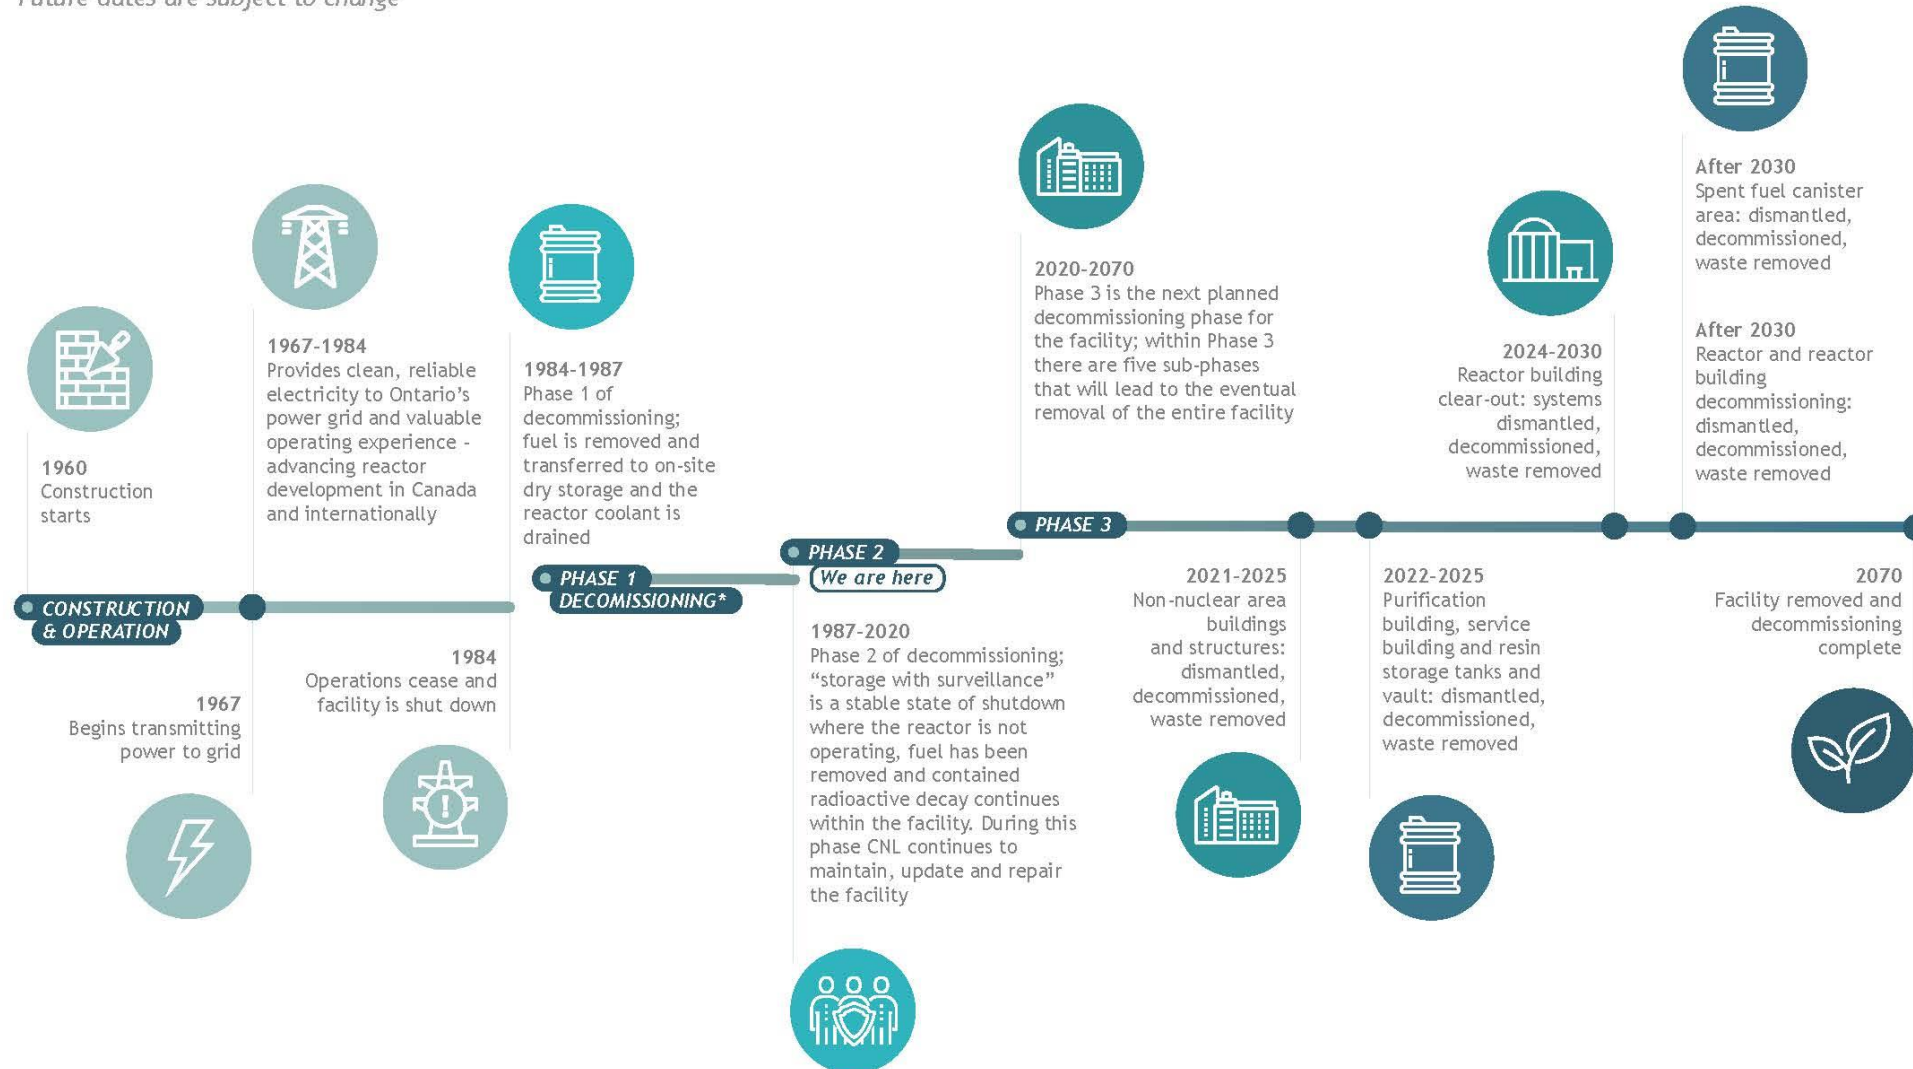 Future dates are subject to change
1960
Construction
starts
1967-1984
Provides clean, reliable
electricity to Ontario's
power grid and valuable
operating experience -
advancing reactor
development in Canada
and internationally
1984-1987
Phase 1 of
decommissioning;
fuel is removed and
transferred to on-site
dry storage and the
reactor coolant is
drained
2020-2070
Phase 3 is the next planned
decommissioning phase for
the facility; within Phase 3
there are five sub-phases
that will lead to the eventual
removal of the entire facility
2024-2030
Reactor building
clear-out: systems
dismantled,
decommissioned,
waste removed
After 2030
Spent fuel canister
area: dismantled,
decommissioned,
waste removed
After 2030
Reactor and reactor
building
decommissioning:
dismantled,
decommissioned,
waste removed
CONSTRUCTION
& OPERATION
PHASE 1
DECOMISSIONING*
PHASE 2
We are here
PHASE 3
1967
Begins transmitting
power to grid
1984
Operations cease and
facility is shut down
1987-2020
Phase 2 of decommissioning;
“storage with surveillance”
is a stable state of shutdown
where the reactor is not
operating, fuel has been
removed and contained
radioactive decay continues
within the facility. During this
phase CNL continues to
maintain, update and repair
the facility
2021-2025
Non-nuclear area
buildings
and structures:
dismantled,
decommissioned,
waste removed
2022-2025
Purification
building, service
building and resin
storage tanks and
vault: dismantled,
decommissioned,
waste removed
2070
Facility removed and
decommissioning
complete